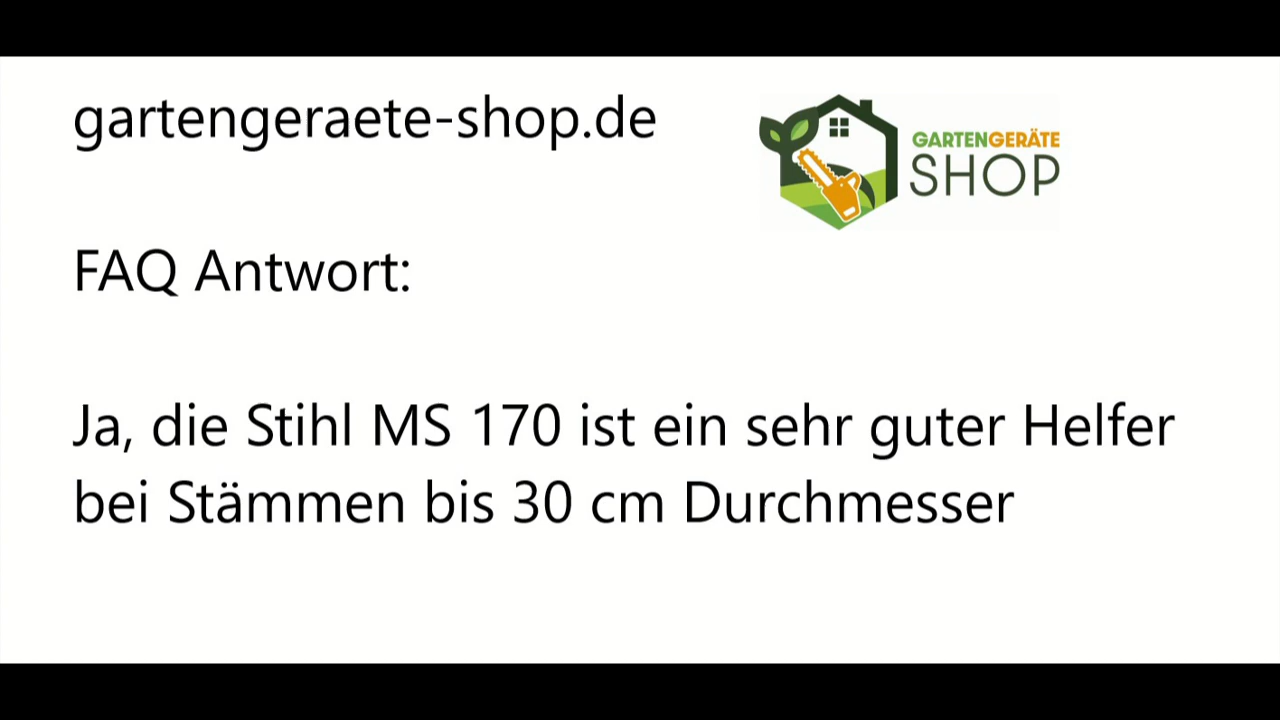 gartengeraete-shop.de
GARTENGERÄTE
SHOP
FAQ Antwort:
Ja, die Stihl MS 170 ist ein sehr guter Helfer
bei Stämmen bis 30 cm Durchmesser